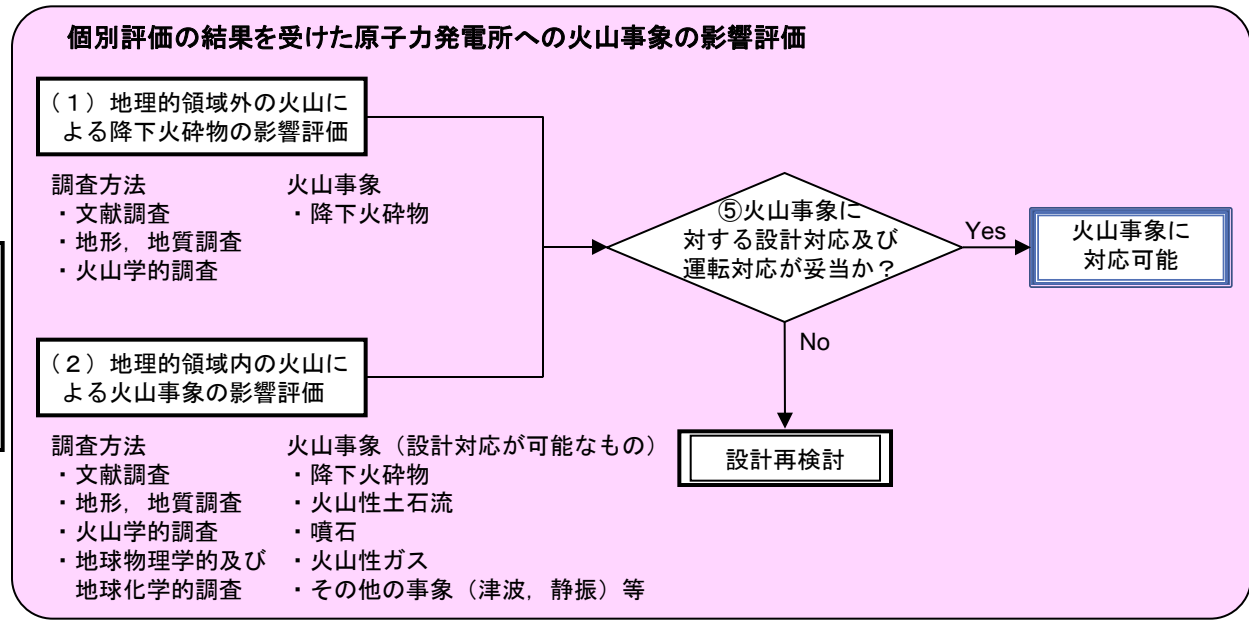 個別評価の結果を受けた原子力発電所への火山事象の影響評価
(1)地理的領域外の火山に
よる降下火砕物の影響評価
調査方法
・文献調査
・地形，地質調査
・火山学的調査
火山事象
・降下火砕物
⑤火山事象に
対する設計対応及び
運転対応が妥当か？
Yes
火山事象に
対応可能
No
設計再検討
(2)地理的領域内の火山に
よる火山事象の影響評価
調査方法
・文献調査
・地形，地質調査
・火山学的調査
・地球物理学的及び
地球化学的調査
火山事象（設計対応が可能なもの）
・降下火砕物
・火山性土石流
・噴石
・火山性ガス
・その他の事象（津波，静振）等